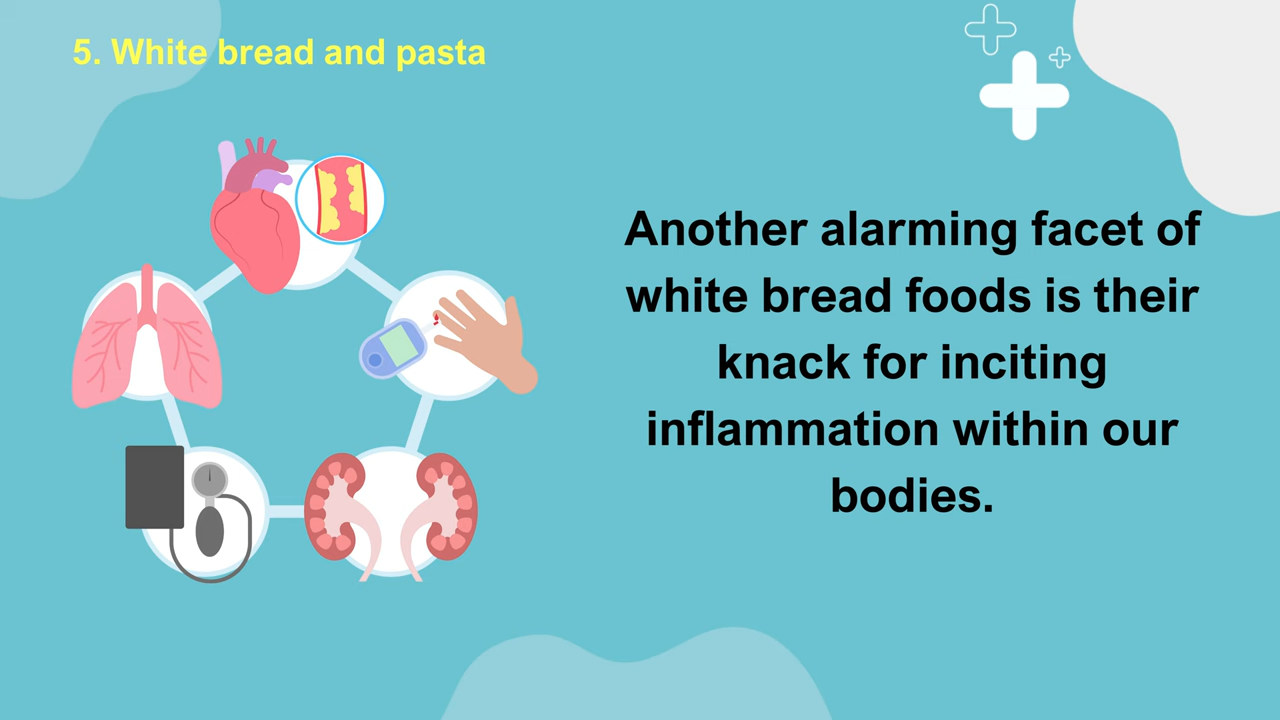 5. White bread and pasta
Another alarming facet of
white bread foods is their
knack for inciting
inflammation within our
bodies.